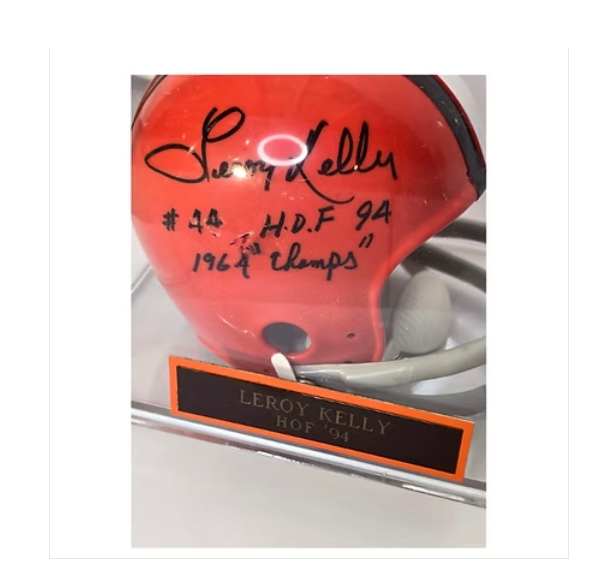 Leroy Kelly
# 44 H.O.F 94
1964 "Champs"
LEROY KELLY
HOF '94